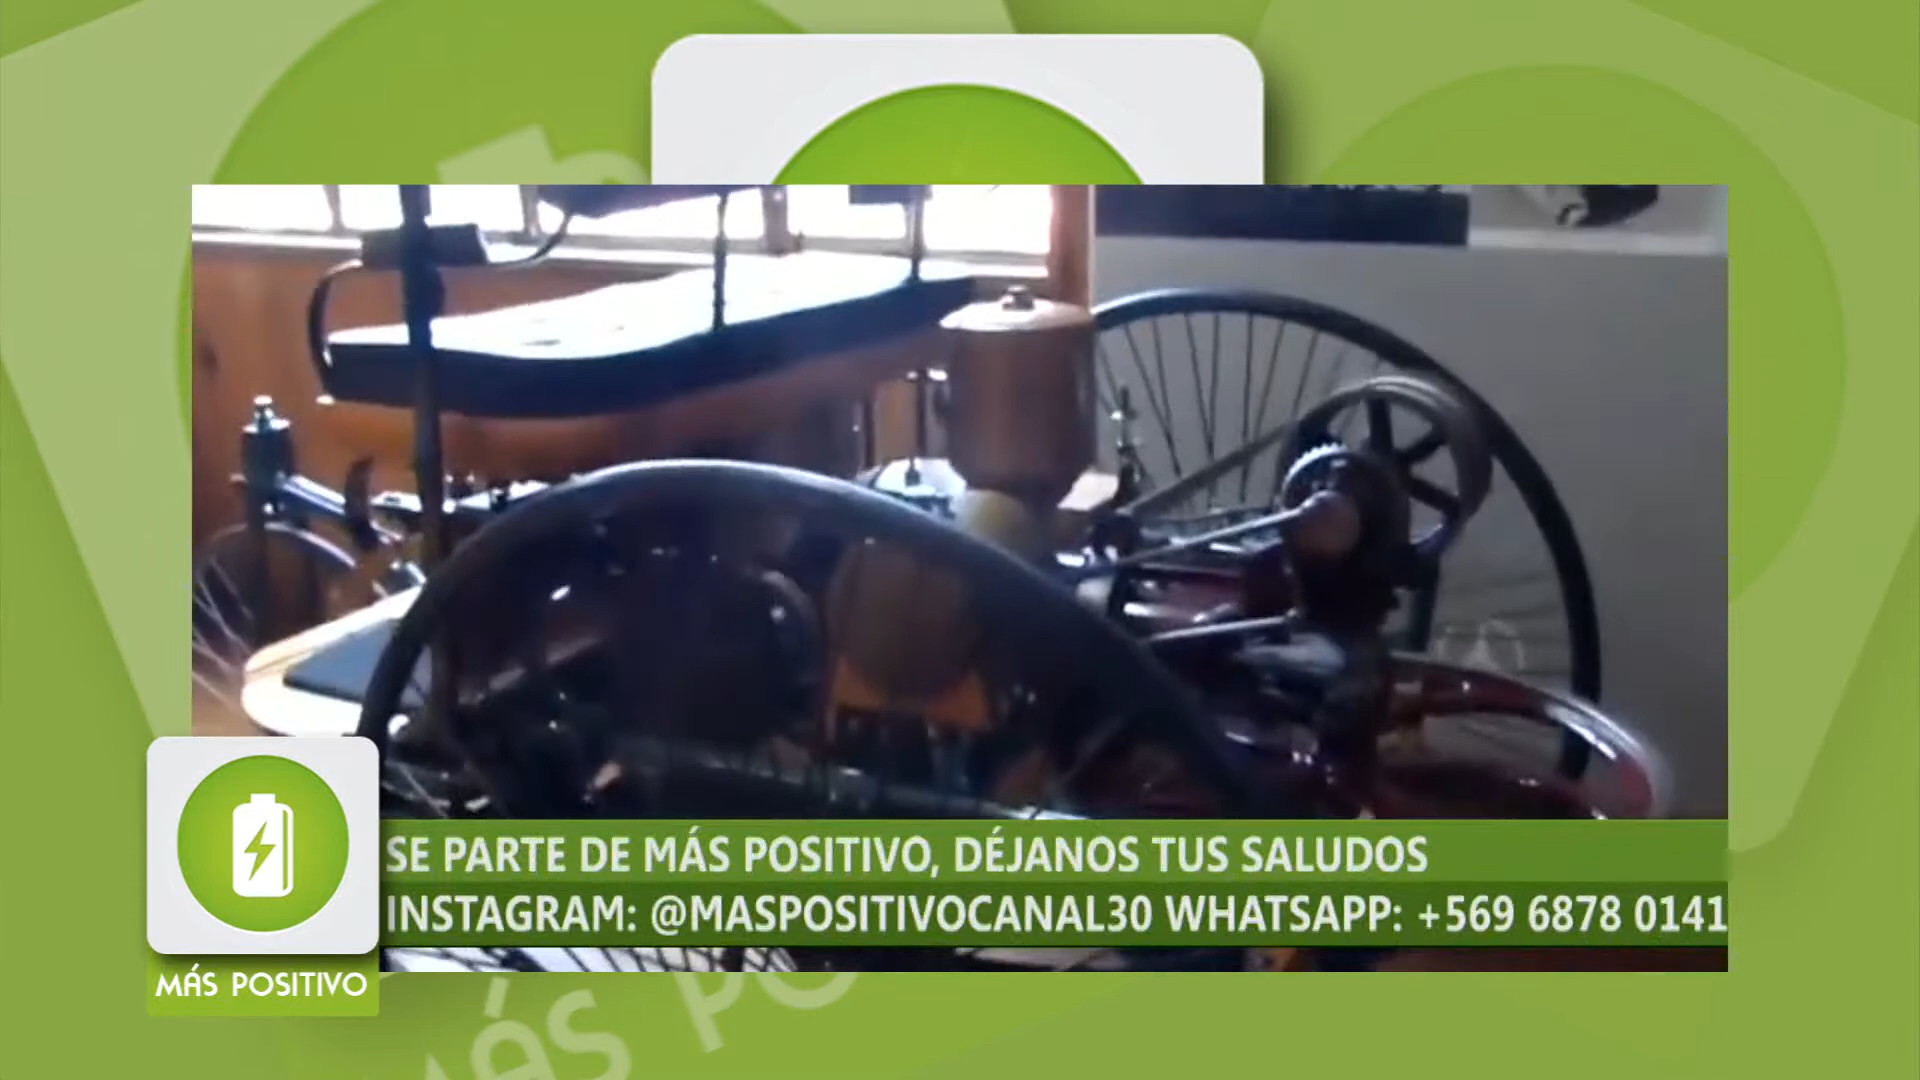 SE PARTE DE MÁS POSITIVO, DÉJANOS TUS SALUDOS
INSTAGRAM: @MASPOSITIVOCANAL30 WHATSAPP: +569 6878 0141
MÁS POSITIVO